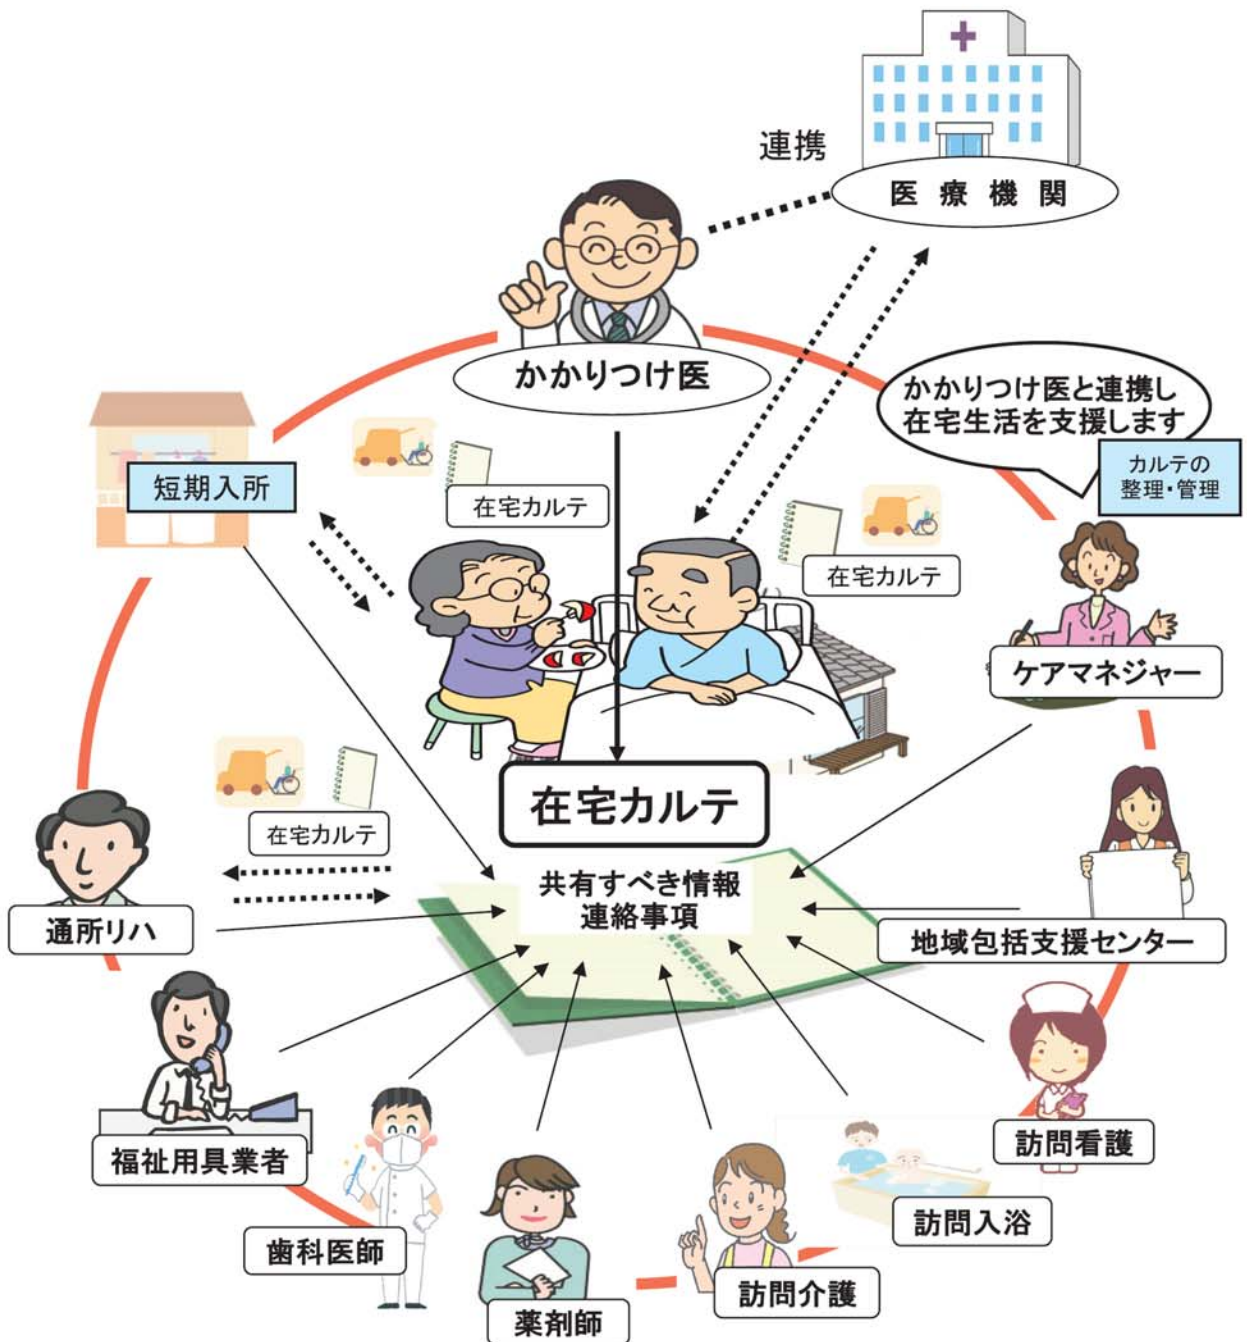 連携
医療機関
かかりつけ医
かかりつけ医と連携し
在宅生活を支援します
カルテの
整理・管理
短期入所
在宅カルテ
在宅カルテ
ケアマネジャー
在宅カルテ
在宅カルテ
共有すべき情報
連絡事項
通所リハ
地域包括支援センター
福祉用具業者
訪問看護
歯科医師
訪問入浴
薬剤師
訪問介護